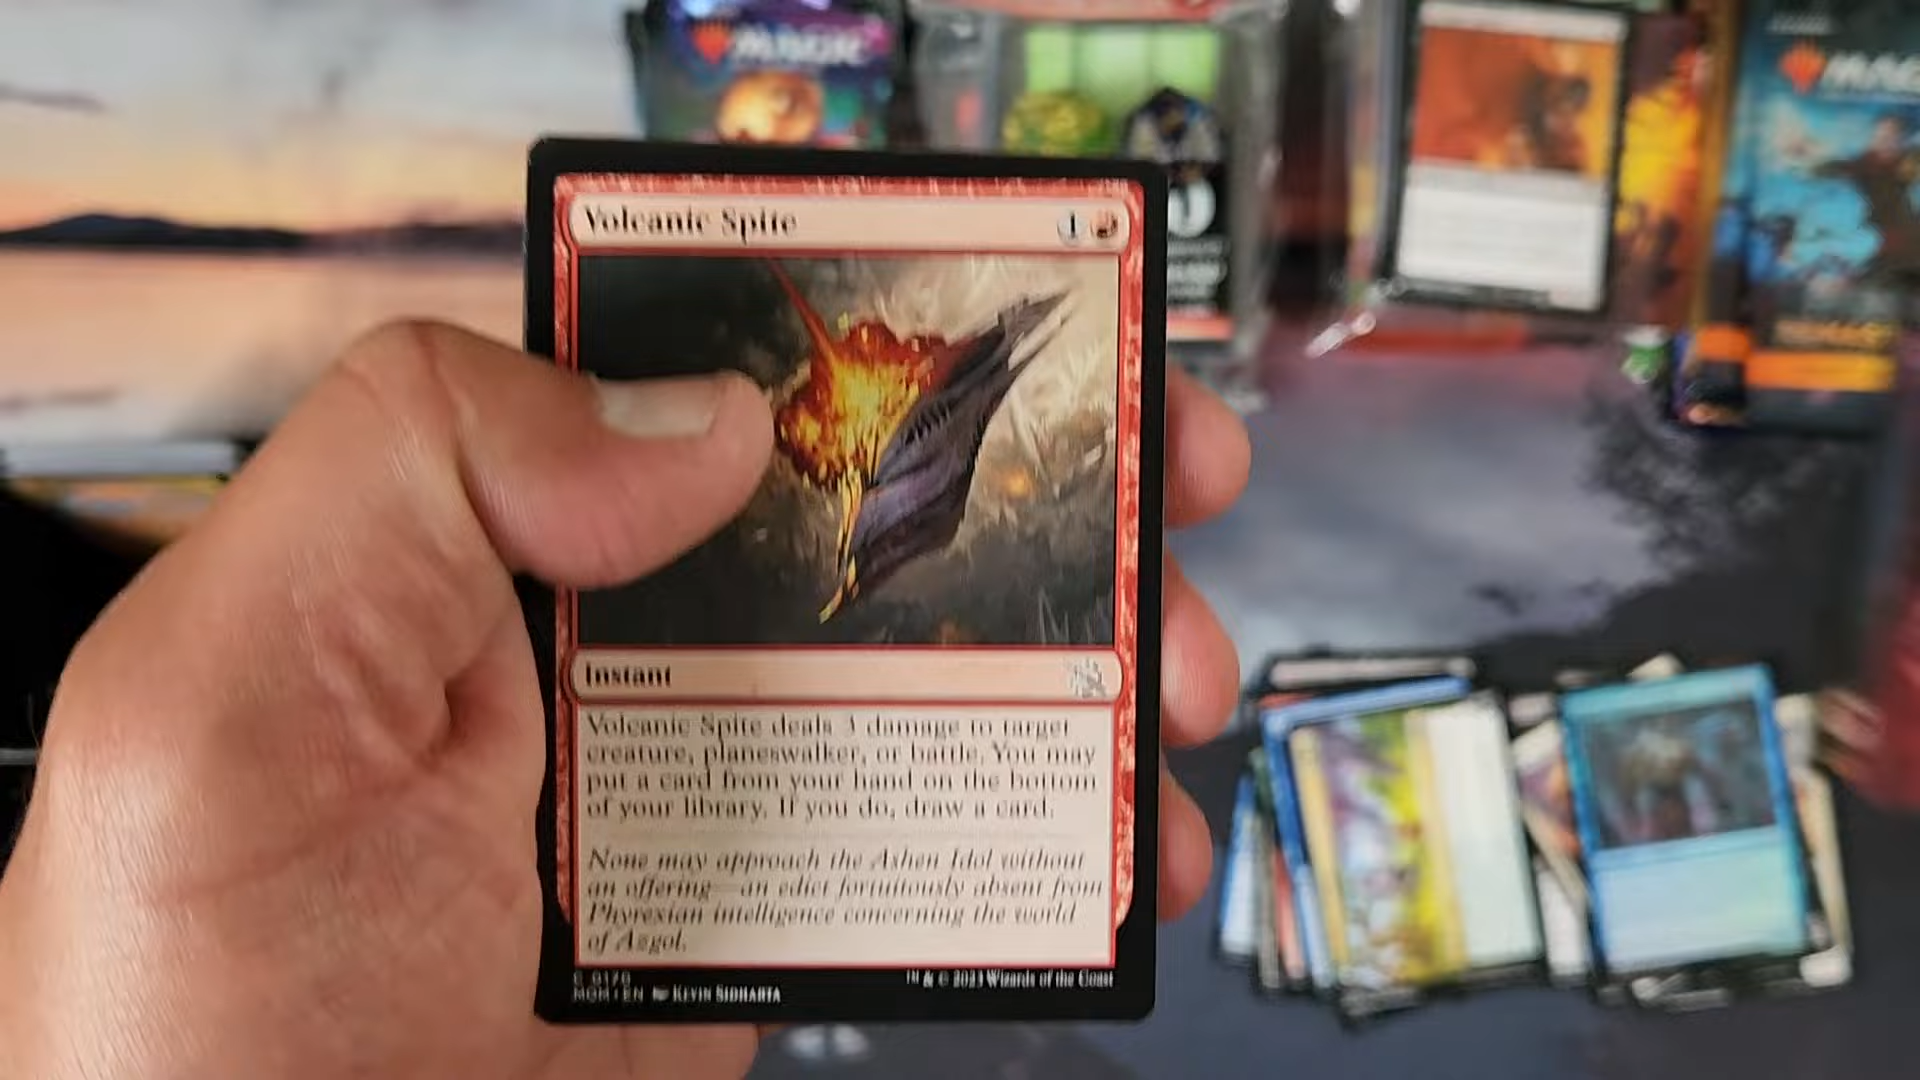 MAGIC
Volcanic Spite
1
Instant
Volcanic Spite deals 3 damage to target
creature, planeswalker, or battle. You may
put a card from your hand on the bottom
of your library. If you do, draw a card.
None may approach the Ashen Idol without
an offering—an edict fortuitously absent from
Phyrexian intelligence concerning the world
of Azgol.
C 0170
MOM • EN KEVIN SIDHARTA
™ & © 2023 Wizards of the Coast